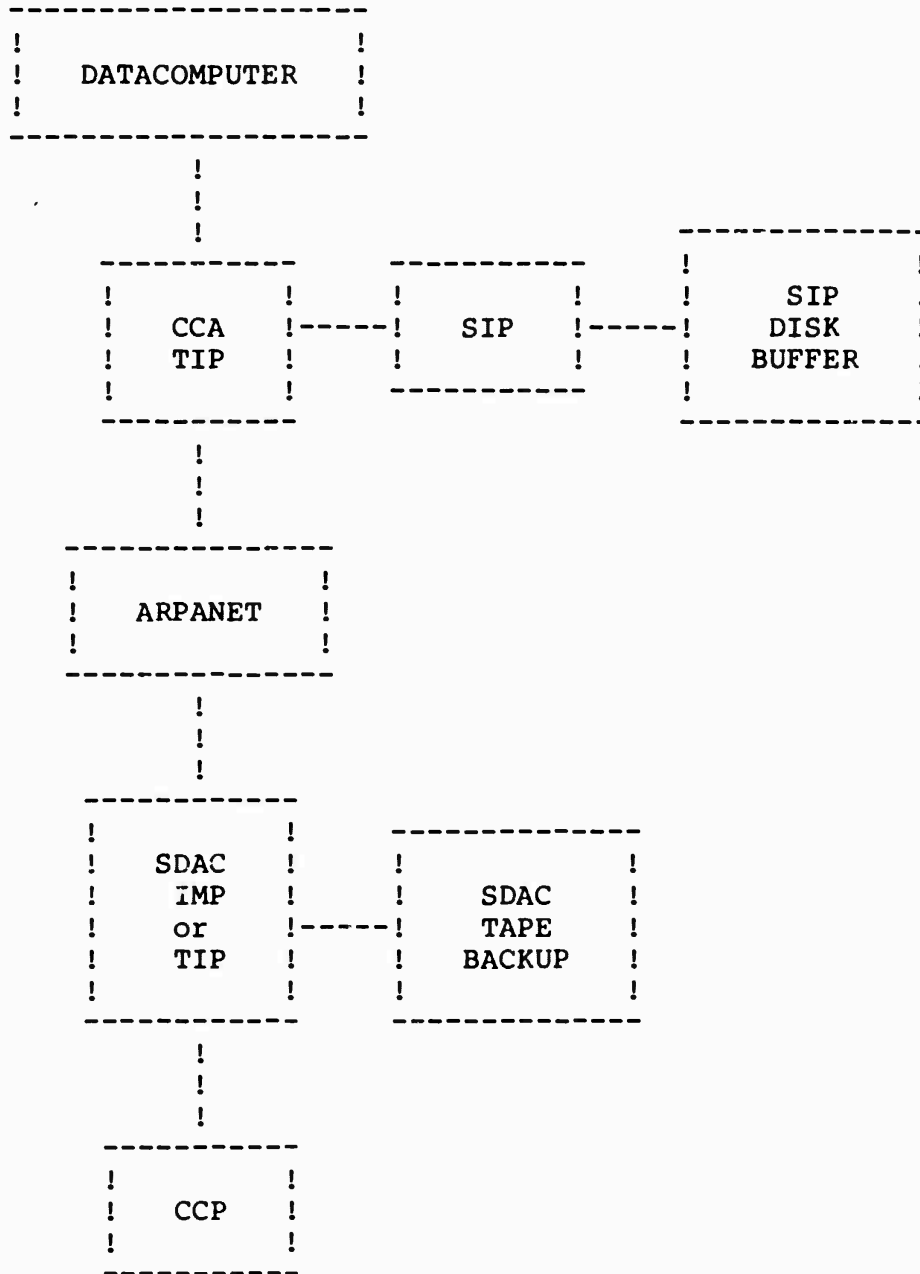 DATACOMPUTER
CCA
TIP
SIP
SIP
DISK
BUFFER
ARPANET
SDAC
IMP
or
TIP
SDAC
TAPE
BACKUP
CCP